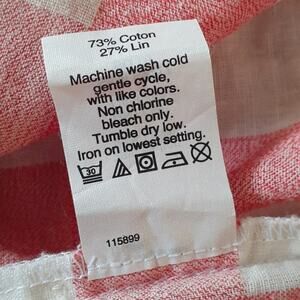 73% Coton
27% Lin
Machine wash cold
gentle cycle,
with like colors.
Non chlorine
bleach only.
Tumble dry low.
Iron on lowest setting.
30
115899